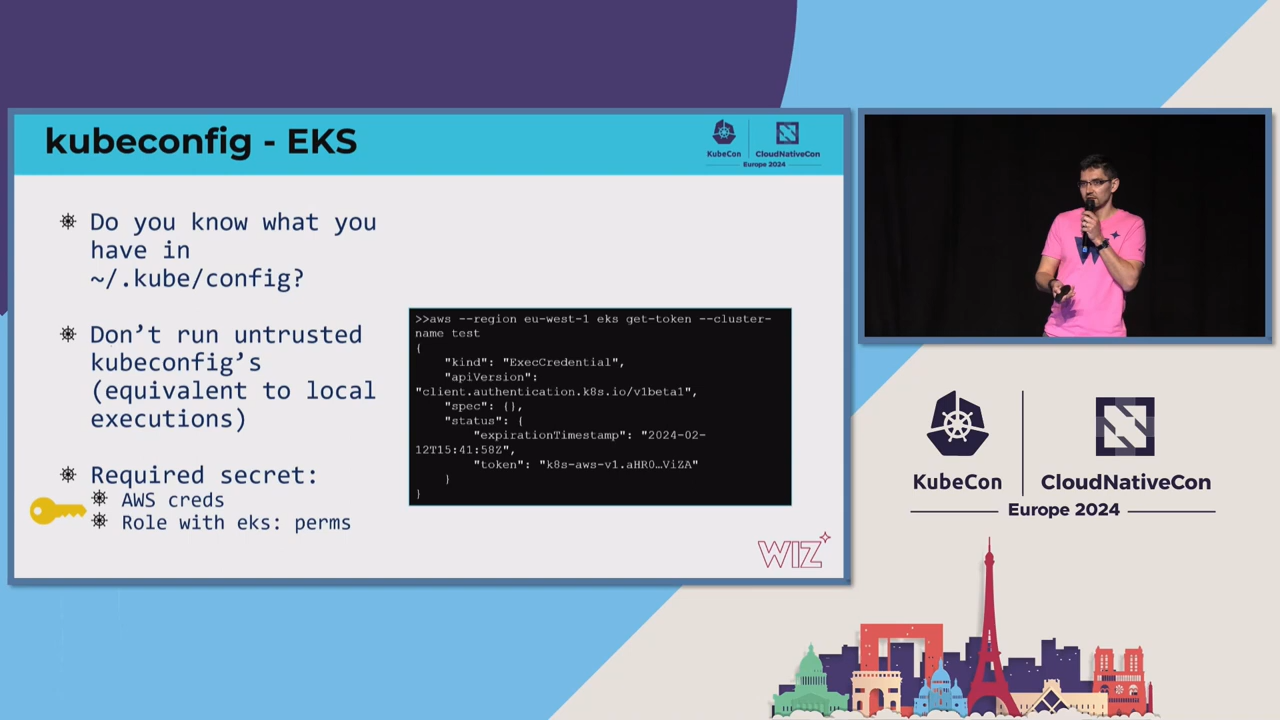 kubeconfig - EKS
KubeCon
CloudNativeCon
Europe 2024
Do you know what you
have in
~/.kube/config?
Don’t run untrusted
kubeconfig’s
(equivalent to local
executions)
Required secret:
AWS creds
Role with eks: perms
>>aws --region eu-west-1 eks get-token --cluster-
name test
{
"kind": "ExecCredential",
"apiVersion":
"client.authentication.k8s.io/v1beta1",
"spec": {},
"status": {
"expirationTimestamp": "2024-02-
12T15:41:58Z",
"token": "k8s-aws-v1.aHR0…ViZA"
}
}
WIZ
W
KubeCon
CloudNativeCon
Europe 2024